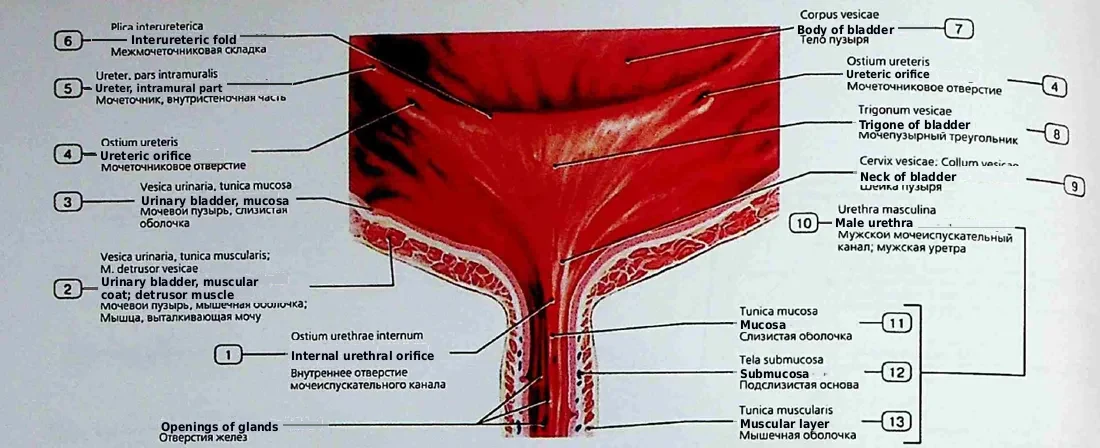 Plica interureterica
6
Interureteric fold
Межмочеточниковая складка
Ureter, pars intramuralis
5
Ureter, intramural part
Мочеточник, внутристеночная часть
Ostium ureteris
4
Ureteric orifice
Мочеточниковое отверстие
Vesica urinaria, tunica mucosa
3
Urinary bladder, mucosa
Мочевой пузырь, слизистая
оболочка
Vesica urinaria, tunica muscularis;
M. detrusor vesicae
2
Urinary bladder, muscular
coat; detrusor muscle
Мочевой пузырь, мышечная оболочка;
Мышца, выталкивающая мочу
Ostium urethrae internum
1
Internal urethral orifice
Внутреннее отверстие
мочеиспускательного канала
Openings of glands
Отверстия желёз
Corpus vesicae
Body of bladder
7
Тело пузыря
Ostium ureteris
Ureteric orifice
4
Мочеточниковое отверстие
Trigonum vesicae
Trigone of bladder
8
Мочепузырный треугольник
Cervix vesicae; Collum vesicae
Neck of bladder
9
Шейка пузыря
Urethra masculina
10
Male urethra
Мужской мочеиспускательный
канал; мужская уретра
Tunica mucosa
Mucosa
11
Слизистая оболочка
Tela submucosa
Submucosa
12
Подслизистая основа
Tunica muscularis
Muscular layer
13
Мышечная оболочка